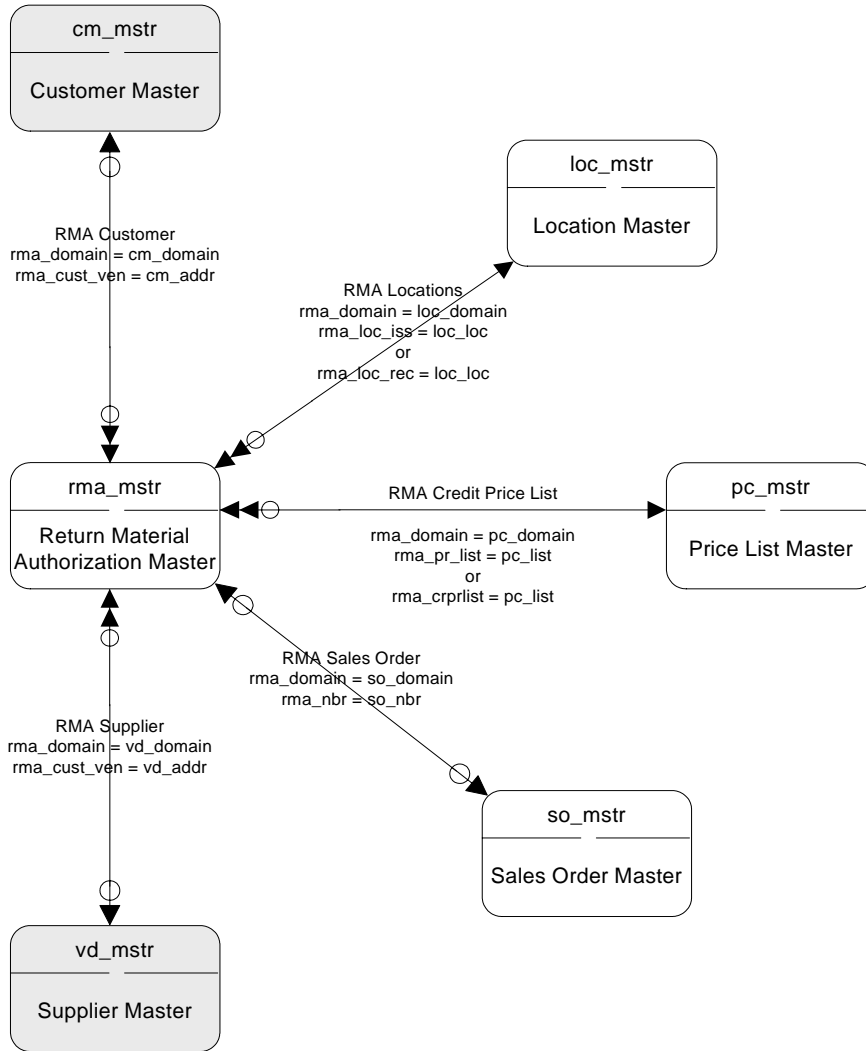 cm_mstr
Customer Master
loc_mstr
Location Master
RMA Customer
rma_domain = cm_domain
rma_cust_ven = cm_addr
RMA Locations
rma_domain = loc_domain
rma_loc_iss = loc_loc
or
rma_loc_rec = loc_loc
rma_mstr
Return Material
Authorization Master
RMA Credit Price List
rma_domain = pc_domain
rma_pr_list = pc_list
or
rma_crprlist = pc_list
pc_mstr
Price List Master
RMA Sales Order
rma_domain = so_domain
rma_nbr = so_nbr
RMA Supplier
rma_domain = vd_domain
rma_cust_ven = vd_addr
so_mstr
Sales Order Master
vd_mstr
Supplier Master